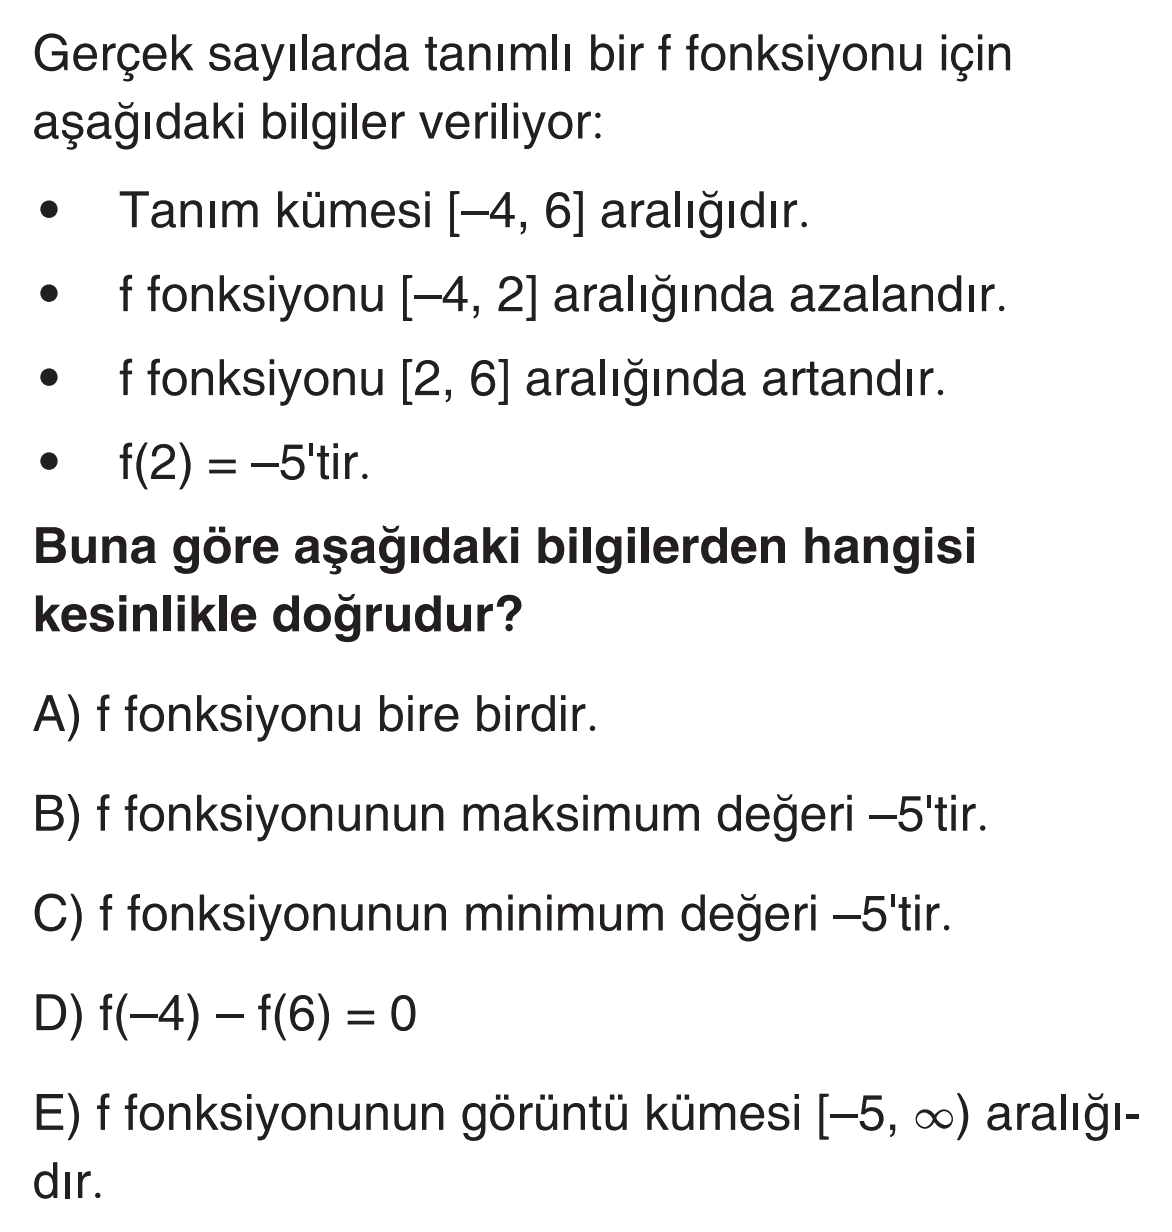 Gerçek sayılarda tanımlı bir f fonksiyonu için
aşağıdaki bilgiler veriliyor:
• Tanım kümesi [–4, 6] aralığıdır.
• f fonksiyonu [–4, 2] aralığında azalandır.
• f fonksiyonu [2, 6] aralığında artandır.
• f(2) = –5'tir.
Buna göre aşağıdaki bilgilerden hangisi
kesinlikle doğrudur?
A) f fonksiyonu bire birdir.
B) f fonksiyonunun maksimum değeri –5'tir.
C) f fonksiyonunun minimum değeri –5'tir.
D) f(–4) – f(6) = 0
E) f fonksiyonunun görüntü kümesi [–5, ∞) aralığı-
dır.